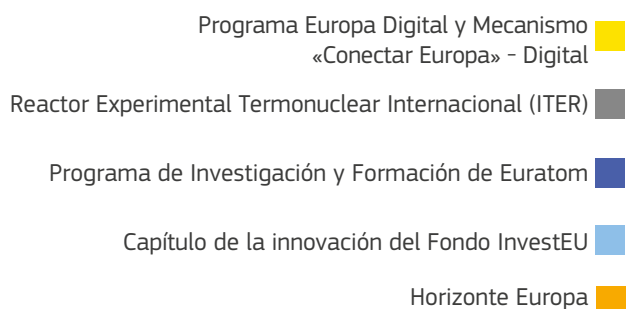 Programa Europa Digital y Mecanismo
«Conectar Europa» - Digital
Reactor Experimental Termonuclear Internacional (ITER)
Programa de Investigación y Formación de Euratom
Capítulo de la innovación del Fondo InvestEU
Horizonte Europa